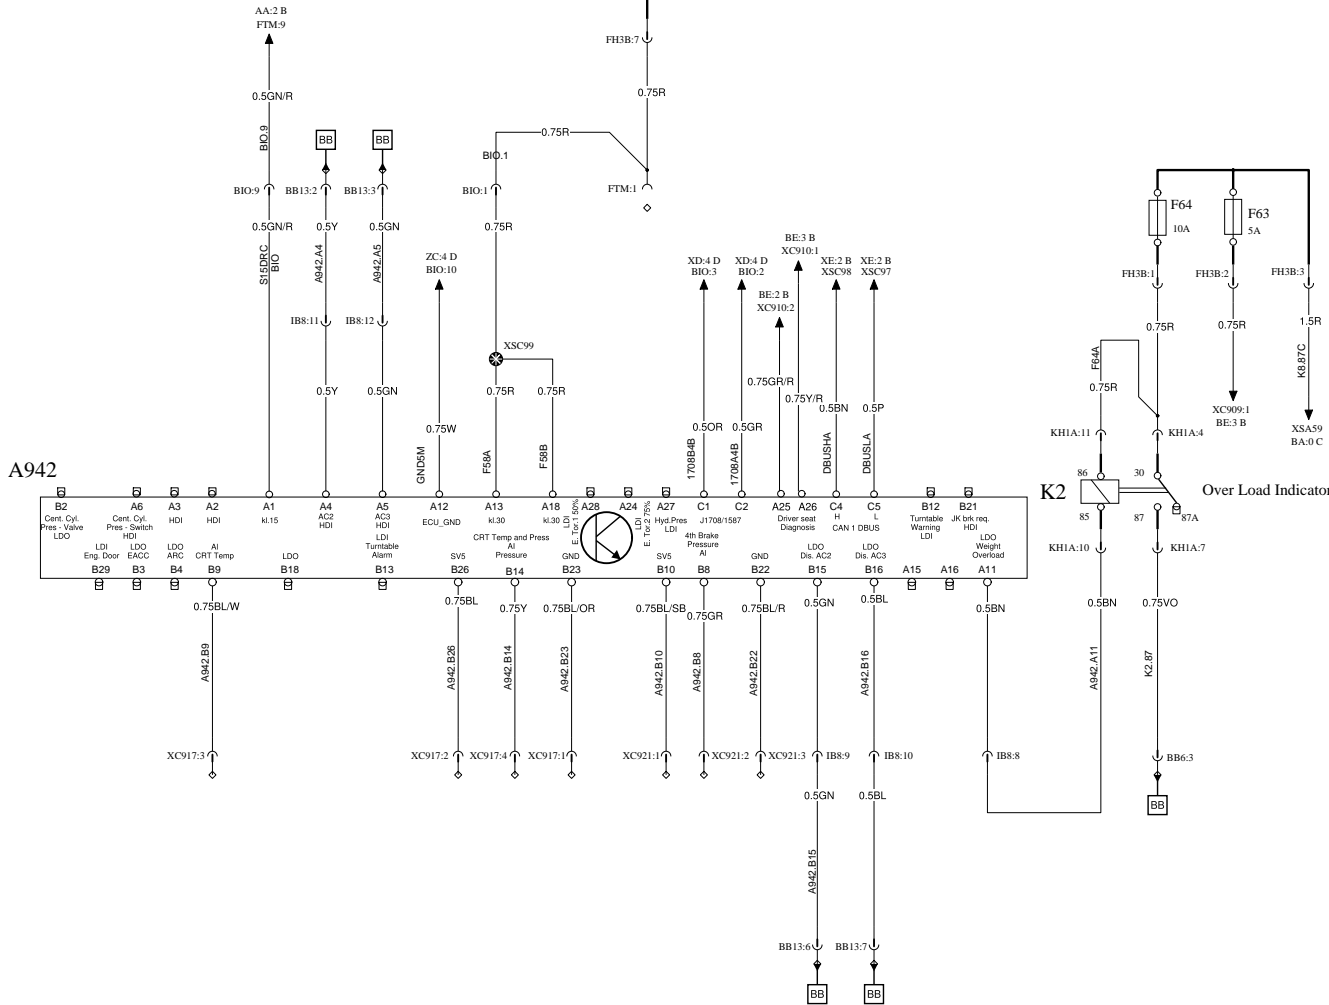 AA:2 B
FTM:9
FH3B:7
0.5GN/R
0.75R
BIO.9
BB
BB
0.75R
BIO.1
BIO:9
BB13:2
BB13:3
BIO:1
FTM:1
0.5GN/R
0.5Y
0.5GN
0.75R
S15DRC
BIO
A942.A4
A942.A5
ZC:4 D
BIO:10
XD:4 D
BIO:3
XD:4 D
BIO:2
BE:2 B
XC910:2
BE:3 B
XC910:1
XE:2 B
XSC98
XE:2 B
XSC97
F64
10A
F63
5A
FH3B:1
FH3B:2
FH3B:3
IB8:11
IB8:12
XSC99
0.75R
0.75R
1.5R
K8.87C
F64A
0.75R
0.5Y
0.5GN
0.75R
0.75R
0.75GR/R
0.75Y/R
0.5BN
0.5P
XC909:1
BE:3 B
XSA59
BA:0 C
0.75W
0.5OR
0.5GR
KH1A:11
KH1A:4
GND5M
F58A
F58B
1708B4B
1708A4B
DBUSHA
DBUSLA
A942
K2
86
30
Over Load Indicator
85
87
87A
B2
A6
A3
A2
A1
A4
A5
A12
A13
A18
A28
A24
A27
C1
C2
A25
A26
C4
C5
B12
B21
Cent. Cyl.
Pres - Valve
LDO
Cent. Cyl.
Pres - Switch
HDI
HDI
HDI
kl.15
AC2
HDI
AC3
HDI
ECU_GND
kl.30
kl.30
LDI
E. Tor.1 50%
LDI
E. Tor.2 75%
Hyd.Pres
LDI
J1708/1587
Driver seat
Diagnosis
H
L
CAN 1 DBUS
Turntable
Warning
LDI
JK brk req.
HDI
LDI
Eng. Door
LDO
EACC
LDO
ARC
AI
CRT Temp
LDO
LDI
Turntable
Alarm
SV5
CRT Temp and Press
AI
Pressure
GND
SV5
4th Brake
Pressure
AI
GND
LDO
Dis. AC2
LDO
Dis. AC3
LDO
Weight
Overload
B29
B3
B4
B9
B18
B13
B26
B14
B23
B10
B8
B22
B15
B16
A15
A16
A11
KH1A:10
KH1A:7
0.75BL/W
0.75BL
0.75Y
0.75BL/OR
0.75BL/SB
0.75GR
0.75BL/R
0.5GN
0.5BL
0.5BN
0.5BN
0.75VO
A942.B9
A942.B26
A942.B14
A942.B23
A942.B10
A942.B8
A942.B22
A942.B16
A942.A11
K2.87
XC917:3
XC917:2
XC917:4
XC917:1
XC921:1
XC921:2
XC921:3
IB8:9
IB8:10
IB8:8
BB6:3
0.5GN
0.5BL
BB
A942.B15
BB13:6
BB13:7
BB
BB